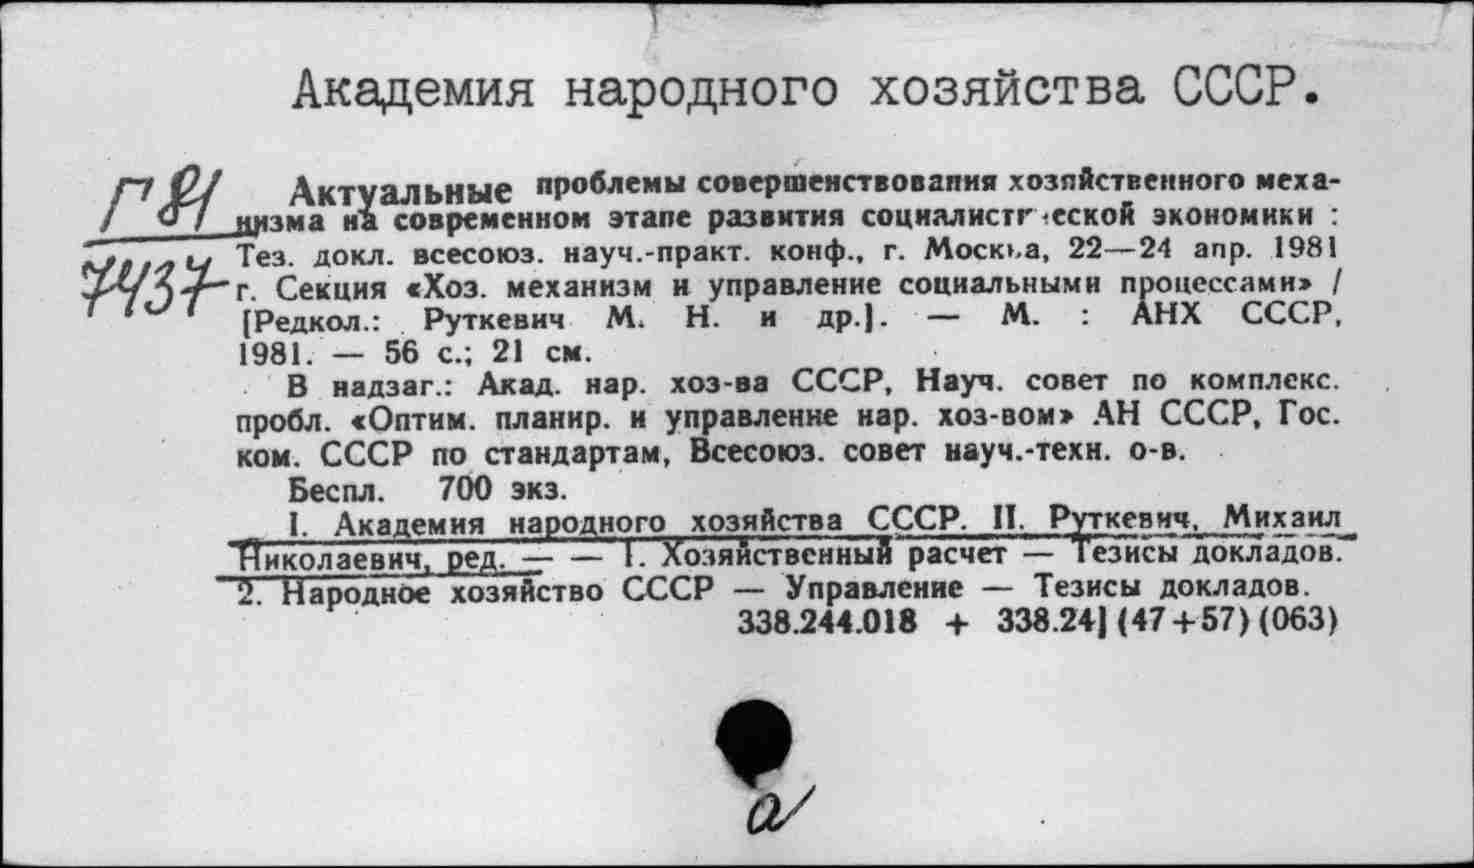 Академия народного хозяйства СССР.
Актуальные проблемы совершенствования хозяйственного меха-
низма на современном этапе развития социалистической экономики :
Тез. докл. всесоюз. науч.-практ. конф., г. Москва, 22—24 апр. 1981
г. Секция «Хоз. механизм и управление социальными процессами» /
[Редкол.: Руткевич М. Н. и др.]. — М. : АНХ СССР,
1981. — 56 с.; 21 см.
В надзаг.: Акад. нар. хоз-ва СССР, Науч. совет по комплекс.
пробл. «Оптим. планир. и управление нар. хоз-вом» АН СССР, Гос.
ком. СССР по стандартам, Всесоюз. совет науч.-техн. о-в.
Беспл. 700 экз.
I. Академия народного хозяйства СССР. II. Руткевич, Михаил
Николаевич, ред. — — 1. Хозяйственный расчет — Тезисы докладов.
2. Народное хозяйство СССР — Управление — Тезисы докладов.
338.244.018 + 338.24](47+57)(063)